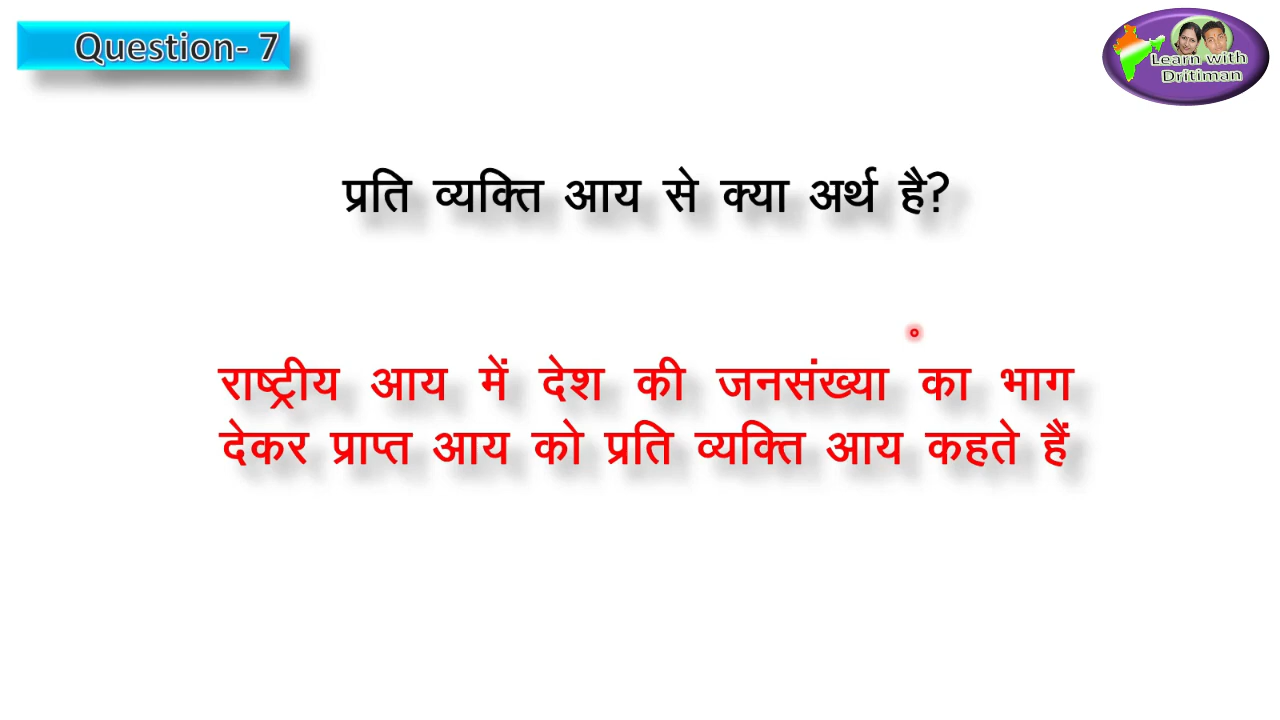 Question- 7
Learn with
Dritiman
प्रति व्यक्ति आय से क्या अर्थ है?
राष्ट्रीय आय में देश की जनसंख्या का भाग
देकर प्राप्त आय को प्रति व्यक्ति आय कहते हैं